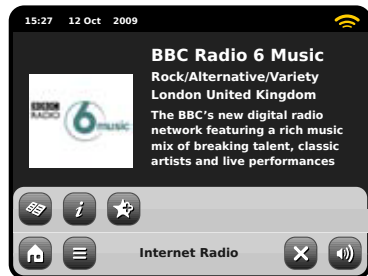 15:27 12 Oct 2009
BBC Radio 6 Music
Rock/Alternative/Variety
London United Kingdom
The BBC's new digital radio
network featuring a rich music
mix of breaking talent, classic
artists and live performances
BBC
RADIO
6
music
i
Internet Radio